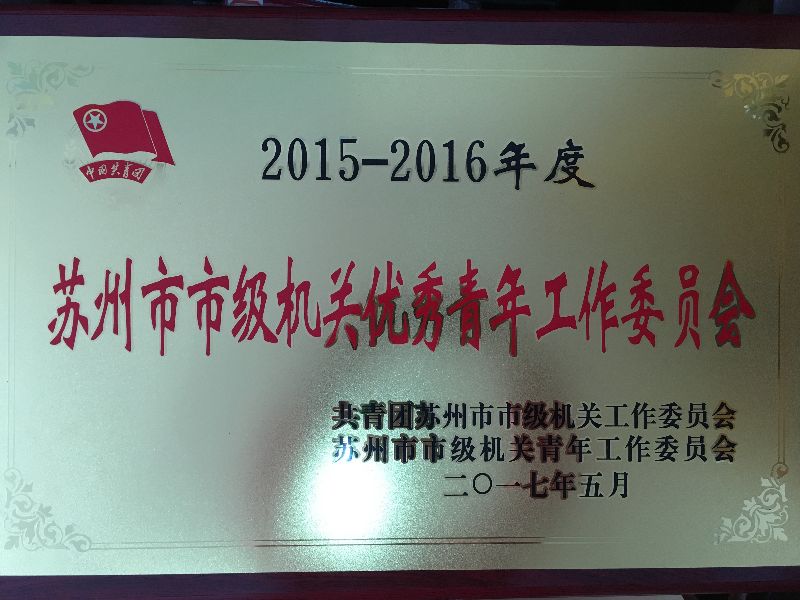 中国共青团
2015-2016年度
苏州市市级机关优秀青年工作委员会
共青团苏州市市级机关工作委员会
苏州市市级机关青年工作委员会
二〇一七年五月